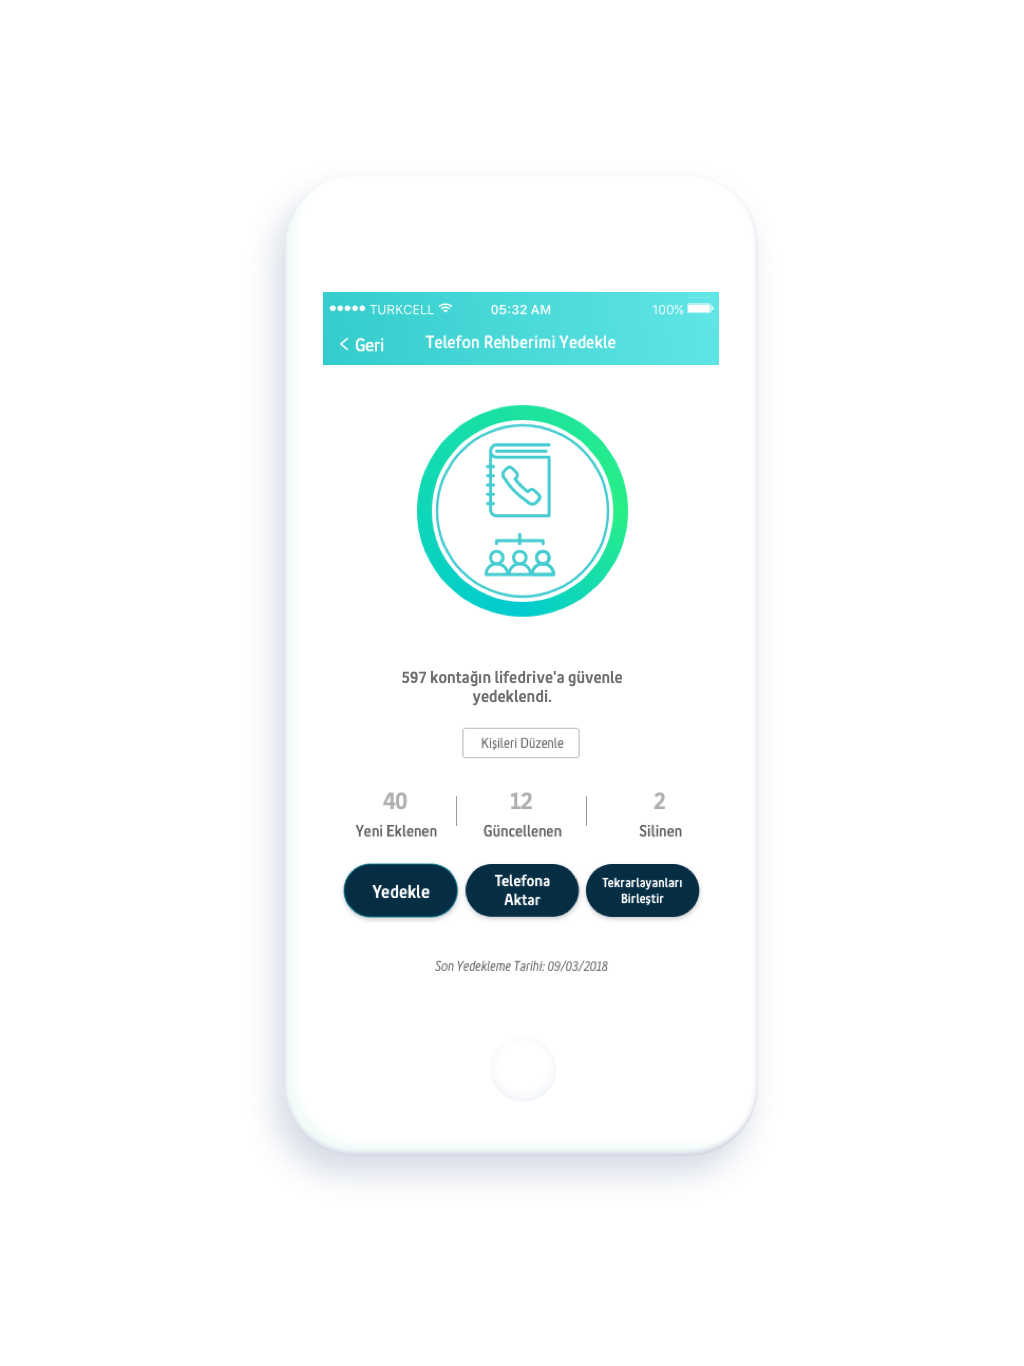 TURKCELL 05:32 AM 100%
Geri Telefon Rehberimi Yedekle
597 kontağın lifedrive'a güvenle
yedeklendi.
Kişileri Düzenle
40 12 2
Yeni Eklenen Güncellenen Silinen
Yedekle
Telefona
Aktar
Tekrarlayanları
Birleştir
Son Yedekleme Tarihi: 09/03/2018